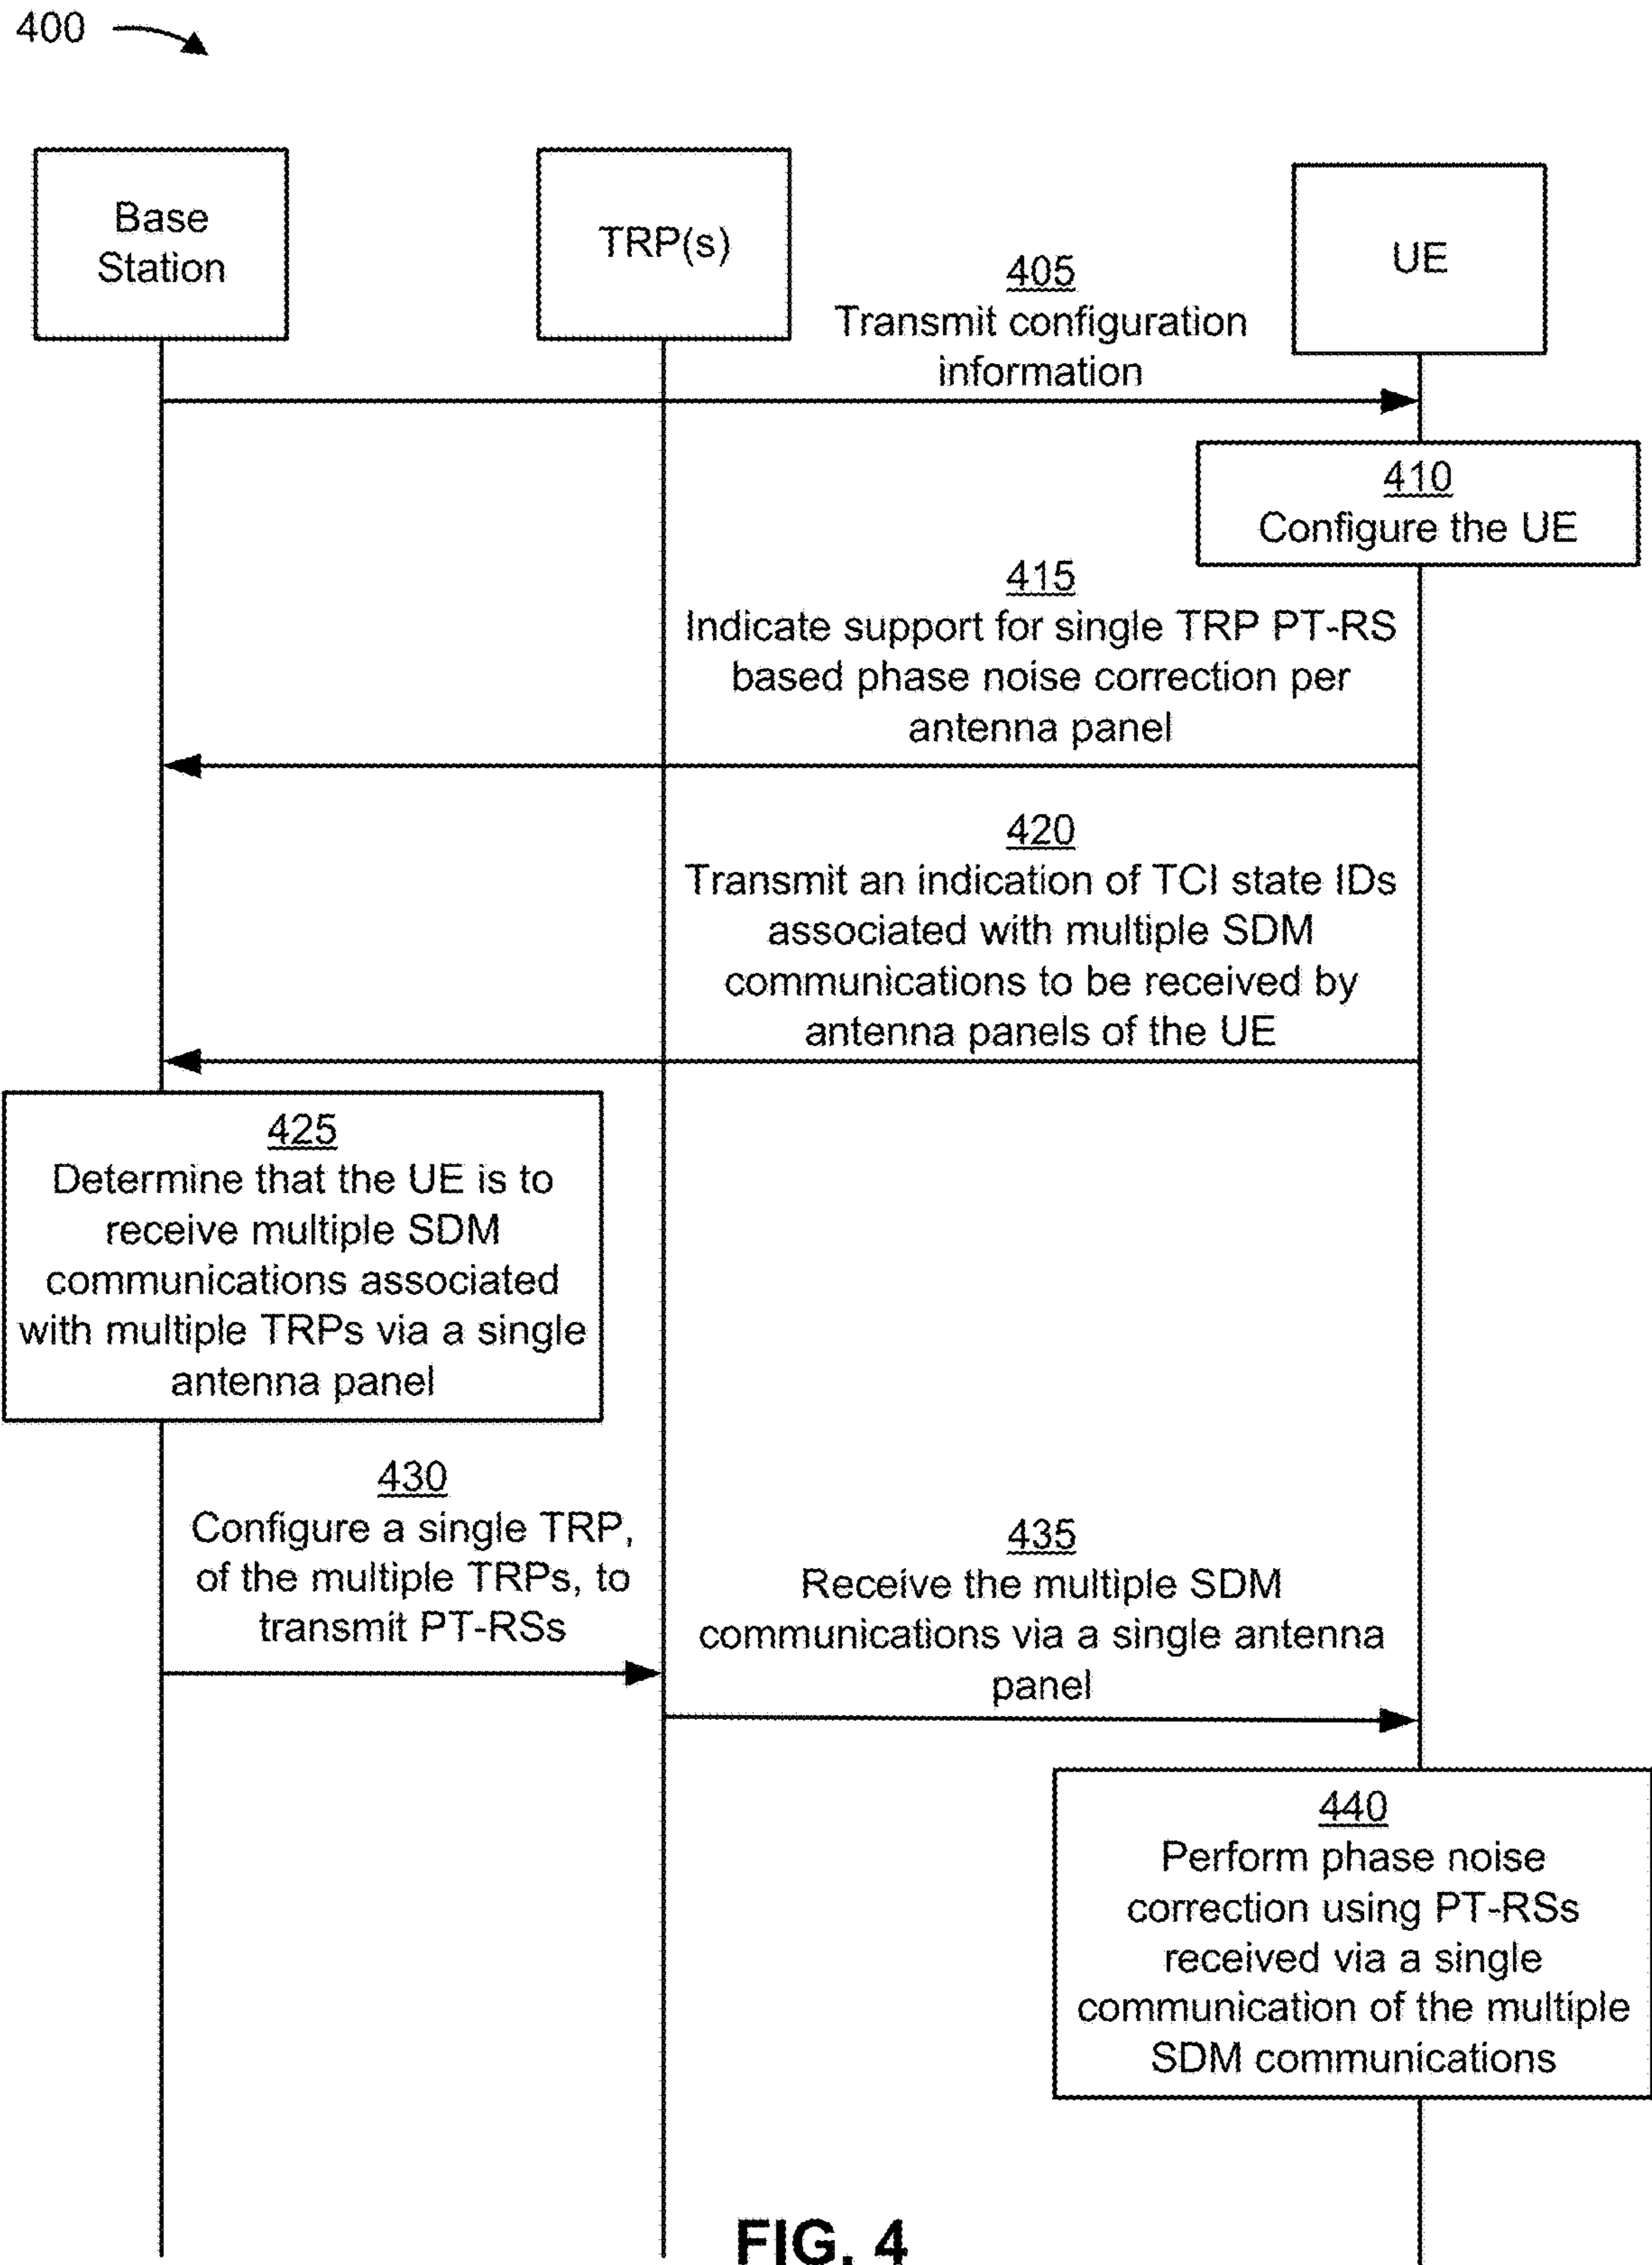 400
Base
Station
TRP(s)
UE
405
Transmit configuration
information
410
Configure the UE
415
Indicate support for single TRP PT-RS
based phase noise correction per
antenna panel
420
Transmit an indication of TCI state IDs
associated with multiple SDM
communications to be received by
antenna panels of the UE
425
Determine that the UE is to
receive multiple SDM
communications associated
with multiple TRPs via a single
antenna panel
430
Configure a single TRP,
of the multiple TRPs, to
transmit PT-RSs
435
Receive the multiple SDM
communications via a single antenna
panel
440
Perform phase noise
correction using PT-RSs
received via a single
communication of the multiple
SDM communications
FIG. 4